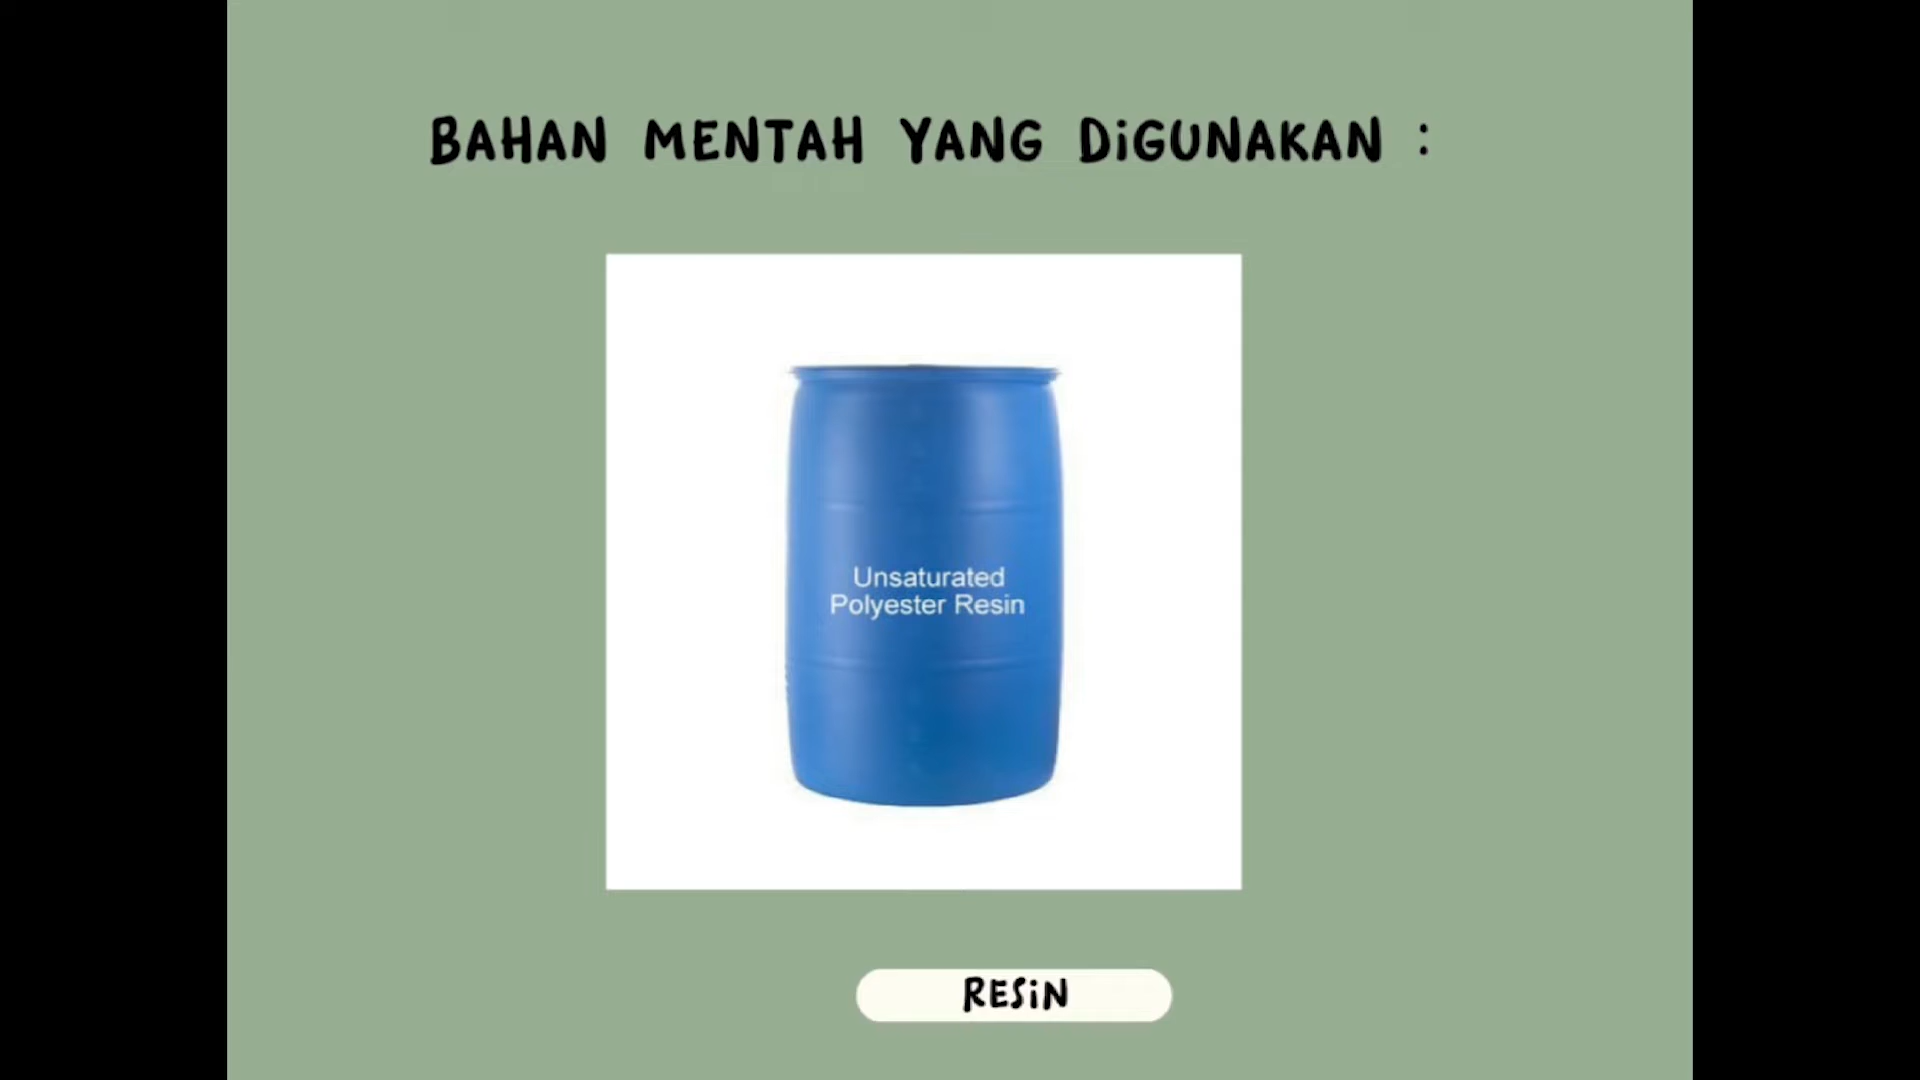 BAHAN MENTAH YANG DIGUNAKAN :
Unsaturated
Polyester Resin
RESIN